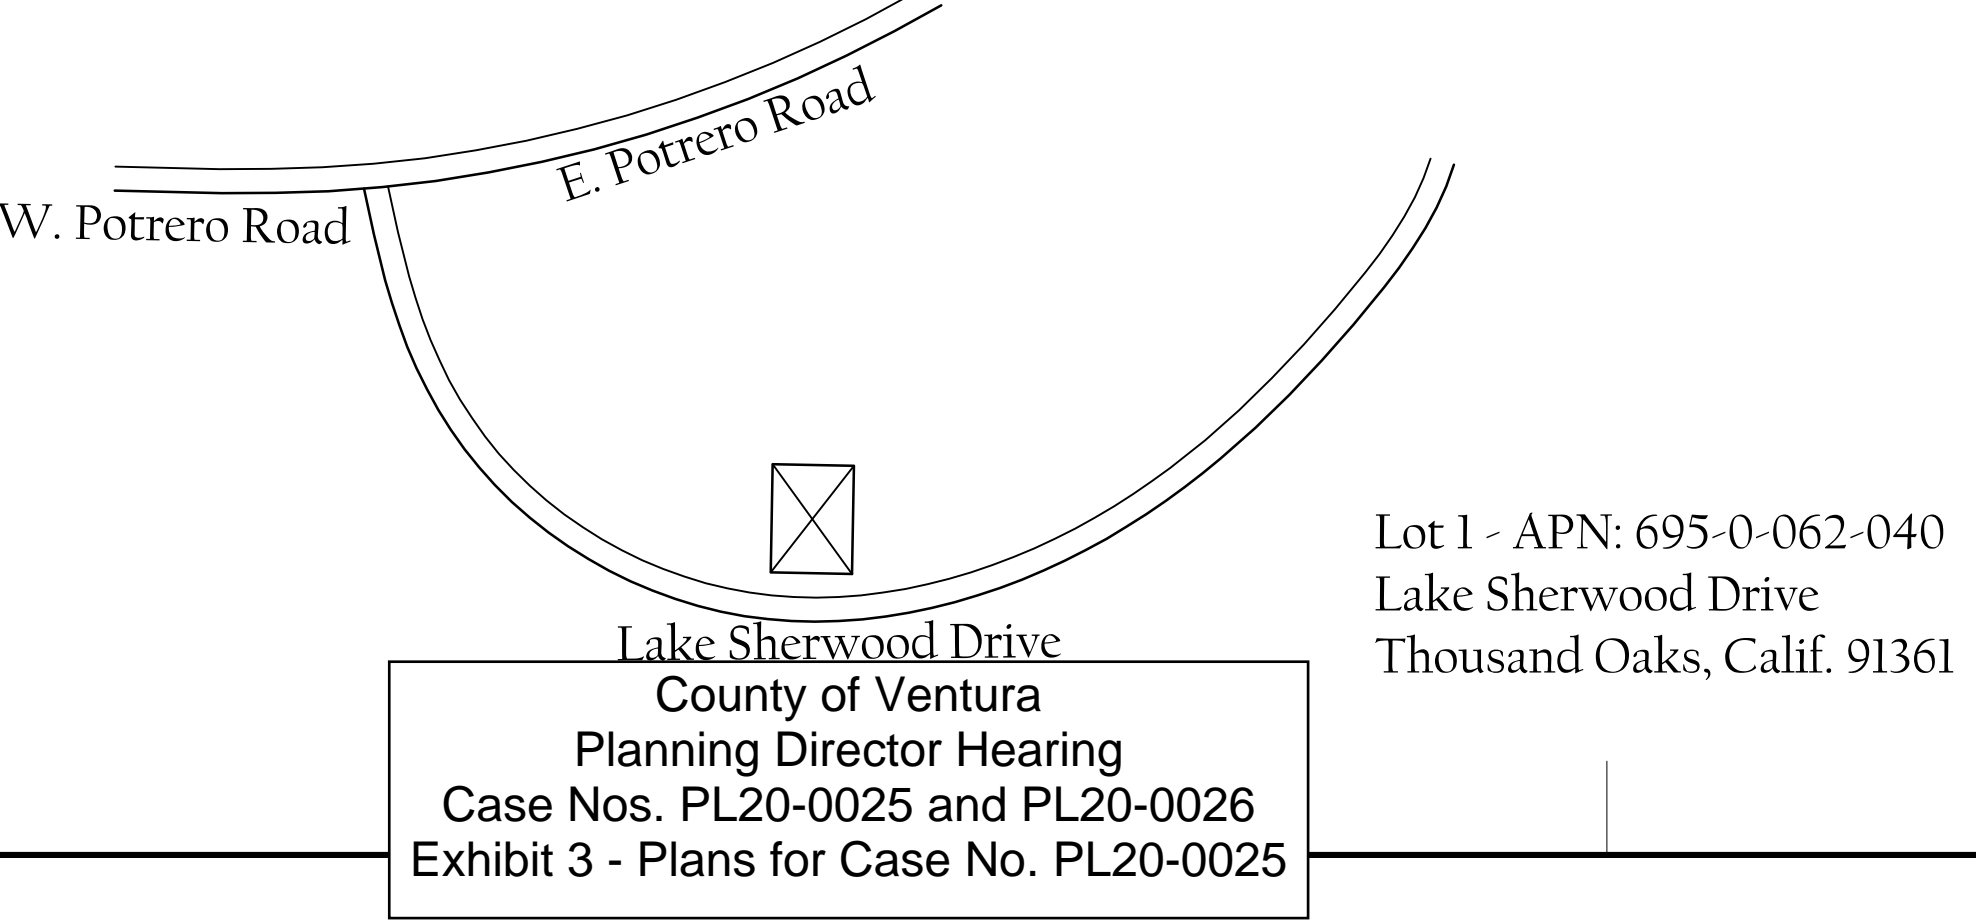 E. Potrero Road
W. Potrero Road
Lake Sherwood Drive
Lot 1 - APN: 695-0-062-040
Lake Sherwood Drive
Thousand Oaks, Calif. 91361
County of Ventura
Planning Director Hearing
Case Nos. PL20-0025 and PL20-0026
Exhibit 3 - Plans for Case No. PL20-0025